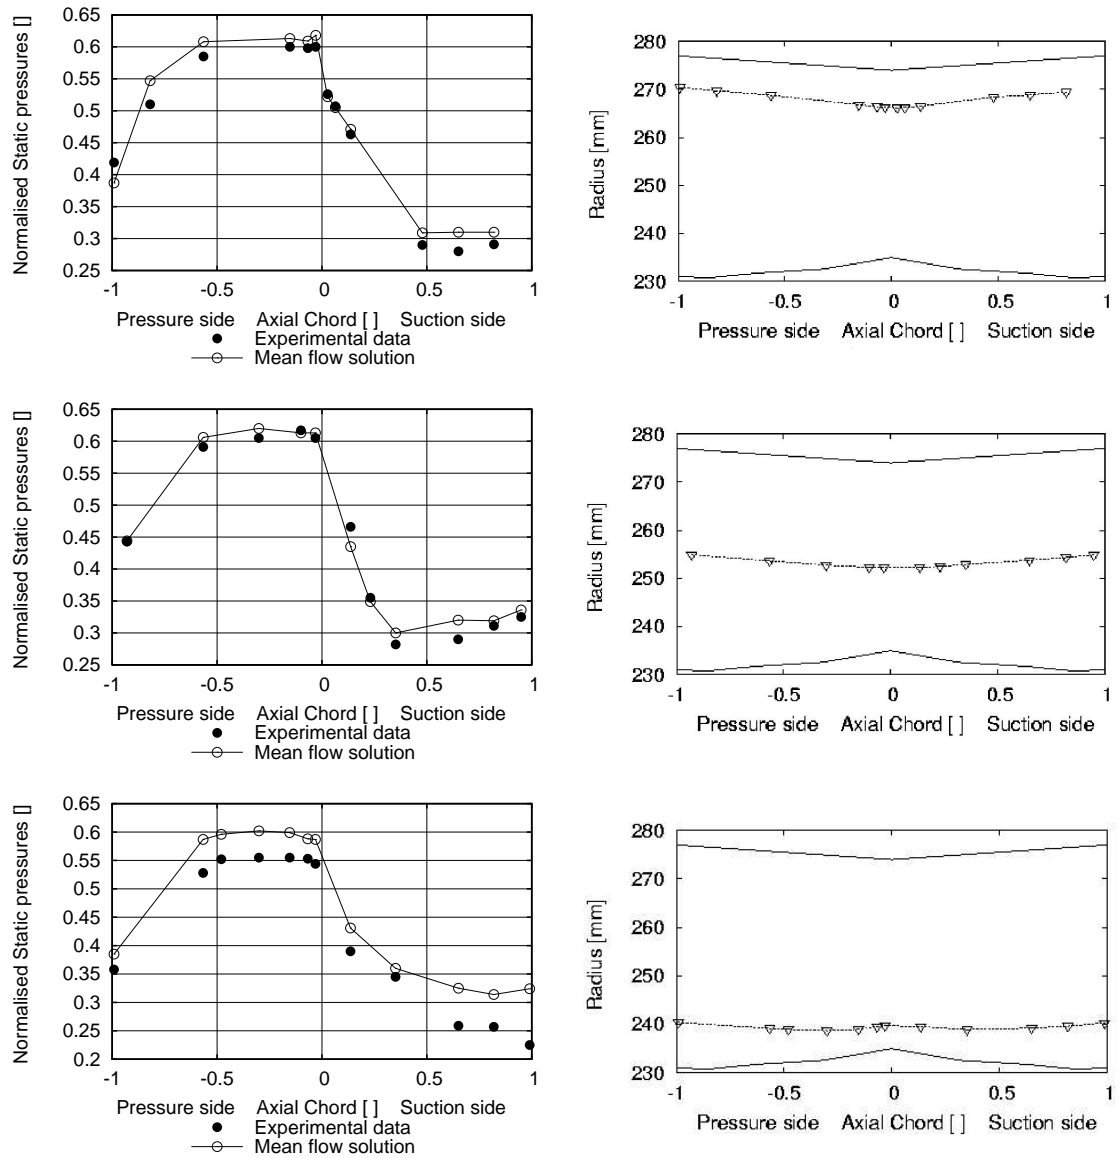 Normalised Static pressures []
0.65
0.6
0.55
0.5
0.45
0.4
0.35
0.3
0.25
-1 -0.5 0 0.5 1
Pressure side Axial Chord [ ] Suction side
Experimental data
Mean flow solution
Radius [mm]
280
270
260
250
240
230
-1 -0.5 0 0.5 1
Pressure side Axial Chord [ ] Suction side
Normalised Static pressures []
0.65
0.6
0.55
0.5
0.45
0.4
0.35
0.3
0.25
-1 -0.5 0 0.5 1
Pressure side Axial Chord [ ] Suction side
Experimental data
Mean flow solution
Radius [mm]
280
270
260
250
240
230
-1 -0.5 0 0.5 1
Pressure side Axial Chord [ ] Suction side
Normalised Static pressures []
0.65
0.6
0.55
0.5
0.45
0.4
0.35
0.3
0.25
0.2
-1 -0.5 0 0.5 1
Pressure side Axial Chord [ ] Suction side
Experimental data
Mean flow solution
Radius [mm]
280
270
260
250
240
230
-1 -0.5 0 0.5 1
Pressure side Axial Chord [ ] Suction side